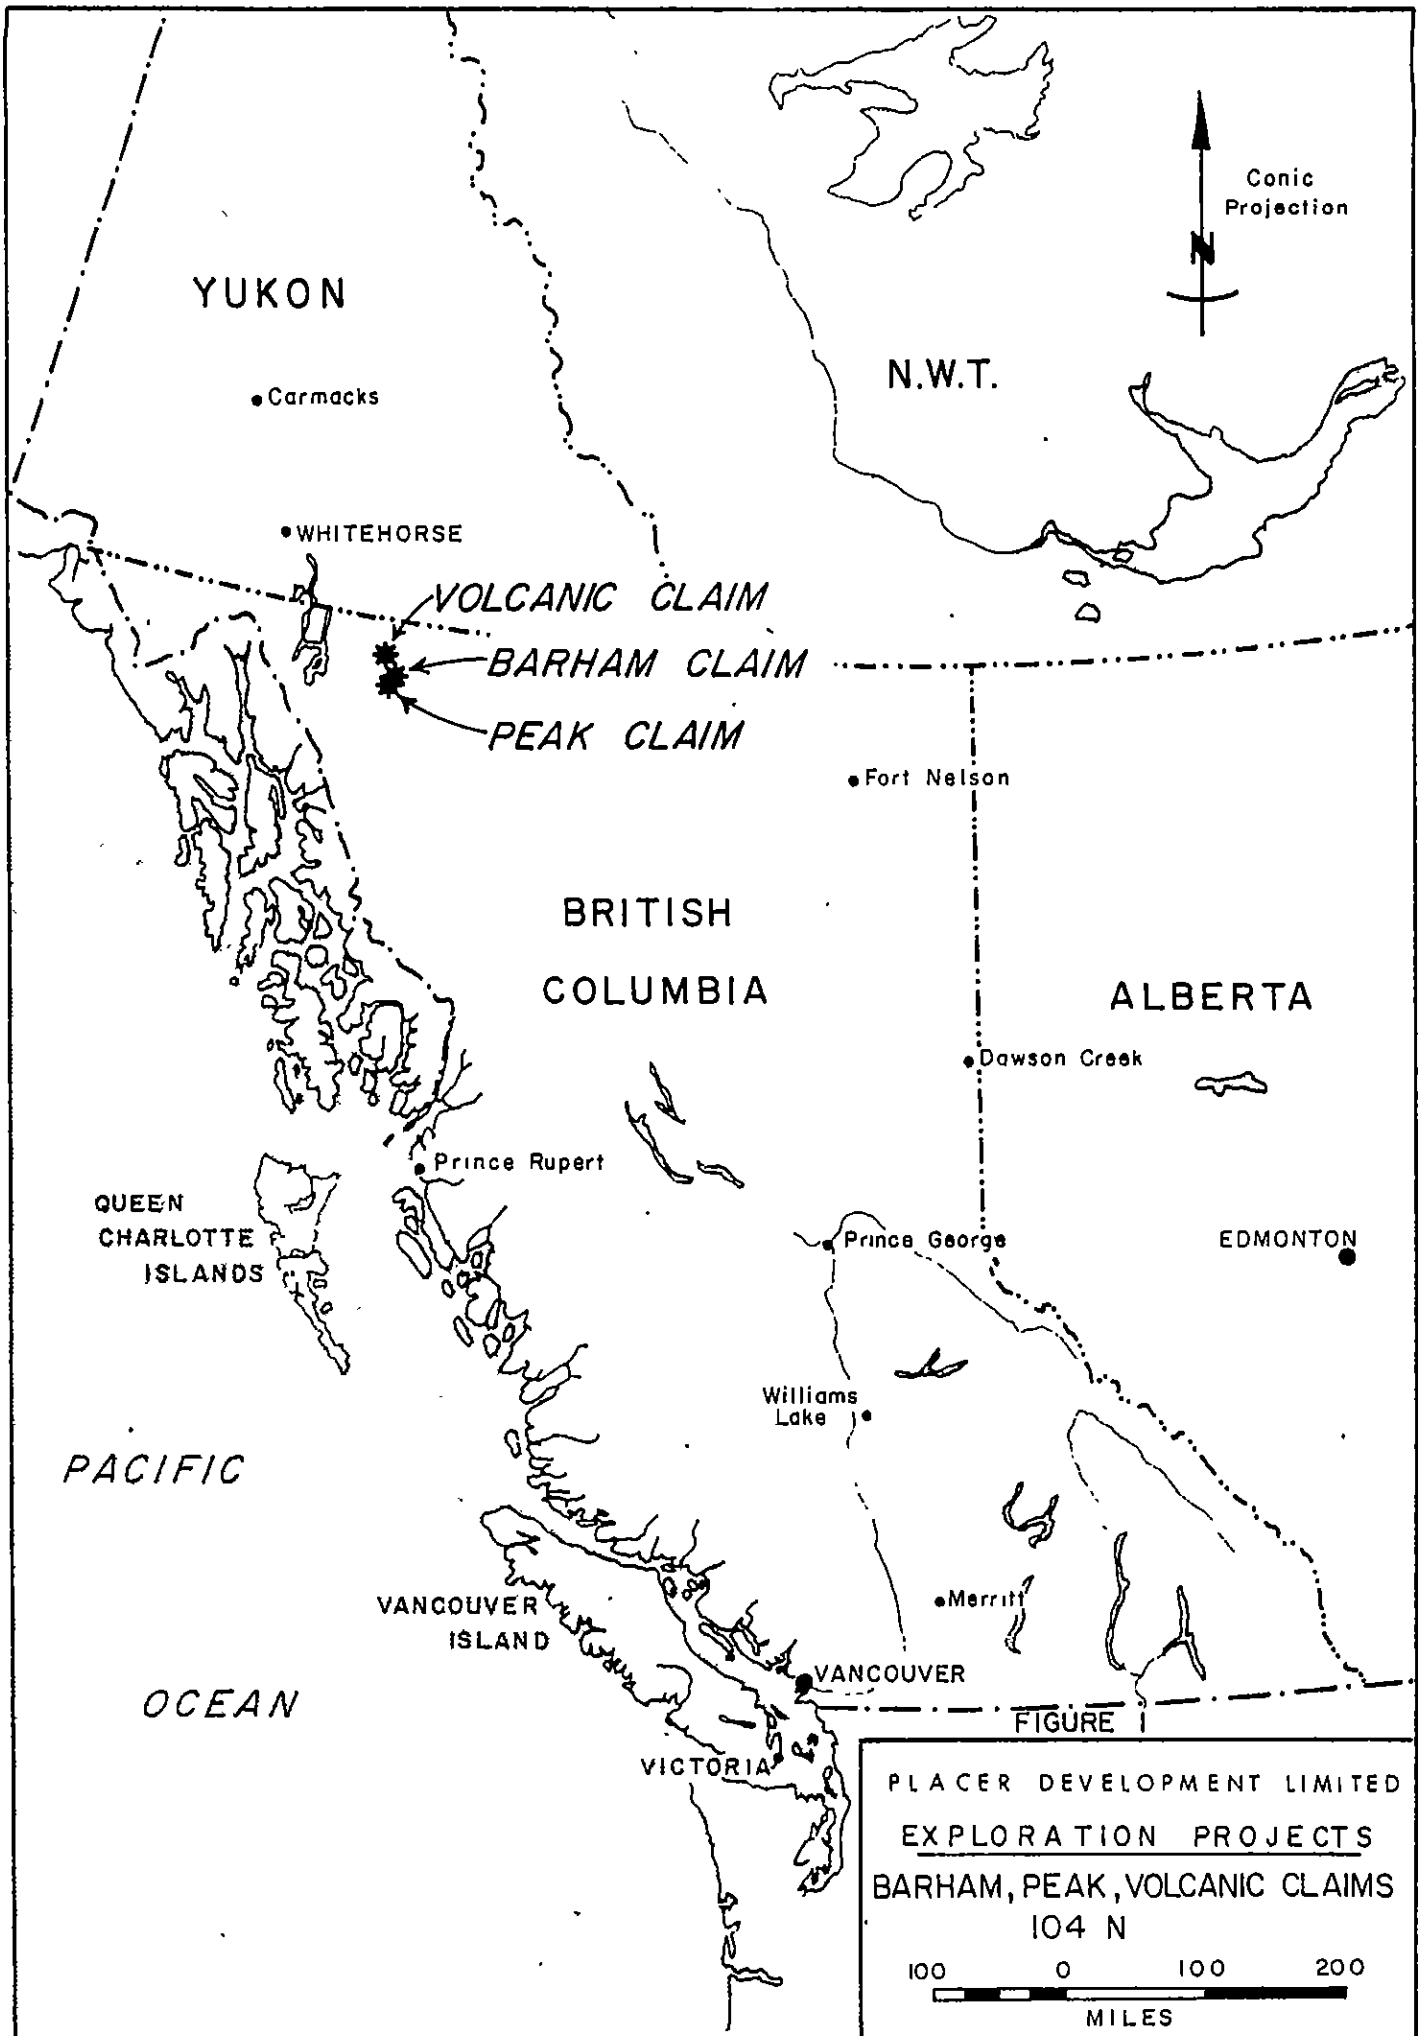 Conic
Projection
N
YUKON
N.W.T.
Carmacks
WHITEHORSE
VOLCANIC CLAIM
BARHAM CLAIM
PEAK CLAIM
Fort Nelson
BRITISH
COLUMBIA
ALBERTA
Dawson Creek
Prince Rupert
QUEEN
CHARLOTTE
ISLANDS
Prince George
EDMONTON
Williams
Lake
PACIFIC
VANCOUVER
ISLAND
Merritt
VANCOUVER
OCEAN
FIGURE 1
VICTORIA
PLACER DEVELOPMENT LIMITED
EXPLORATION PROJECTS
BARHAM, PEAK, VOLCANIC CLAIMS
104 N
100 0 100 200
MILES